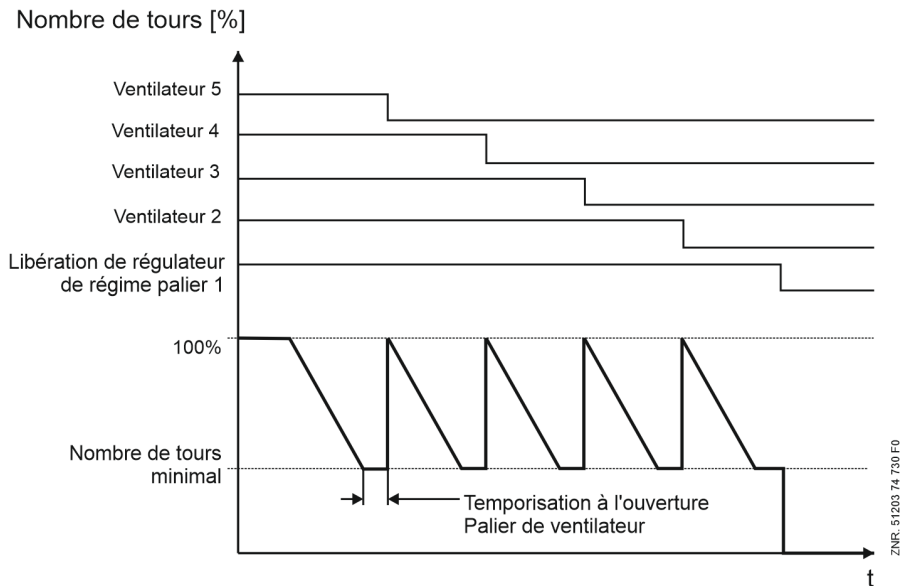 Nombre de tours [%]
Ventilateur 5
Ventilateur 4
Ventilateur 3
Ventilateur 2
Libération de régulateur
de régime palier 1
100%
Nombre de tours
minimal
Temporisation à l'ouverture
Palier de ventilateur
t
ZNR. 51203 74 730 F0